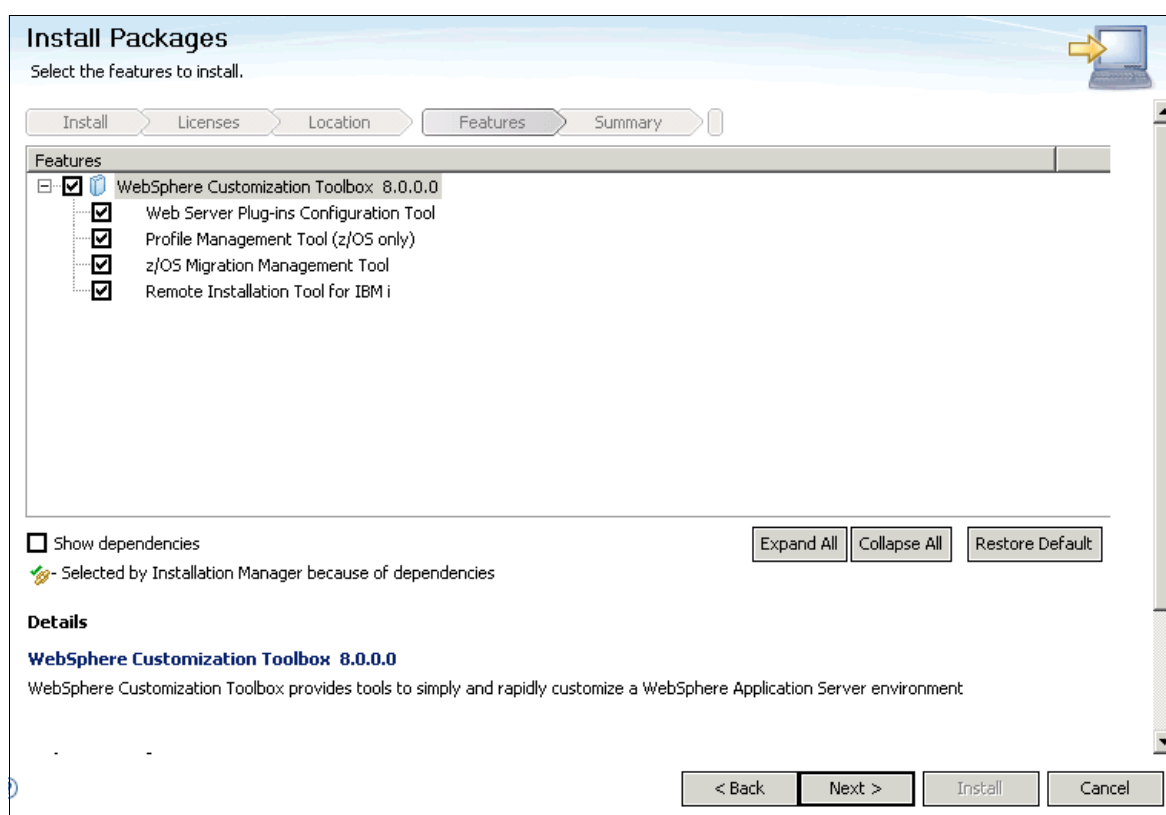 Install Packages
Select the features to install.
Install Licenses Location Features Summary
Features
WebSphere Customization Toolbox 8.0.0.0
Web Server Plug-ins Configuration Tool
Profile Management Tool (z/OS only)
z/OS Migration Management Tool
Remote Installation Tool for IBM i
Show dependencies Expand All Collapse All Restore Default
- Selected by Installation Manager because of dependencies
Details
WebSphere Customization Toolbox 8.0.0.0
WebSphere Customization Toolbox provides tools to simply and rapidly customize a WebSphere Application Server environment
< Back Next > Install Cancel